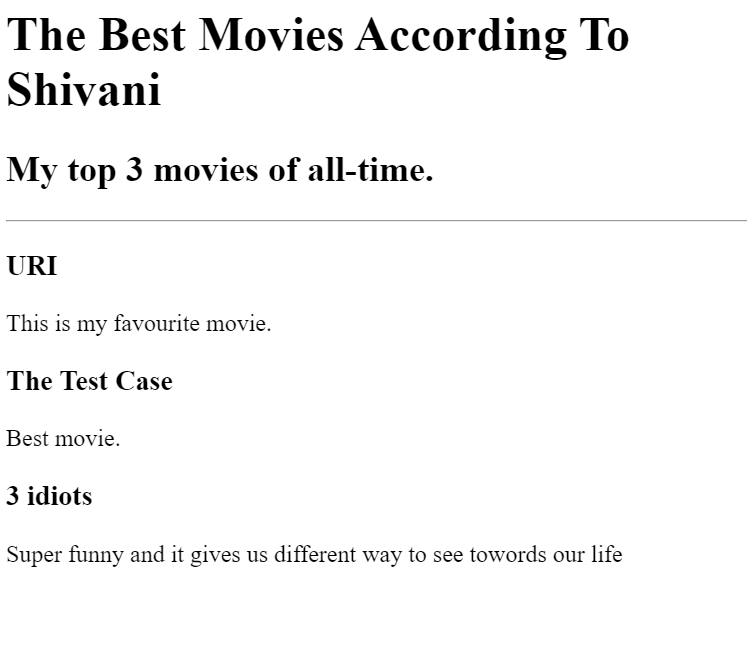 The Best Movies According To
Shivani
My top 3 movies of all-time.
URI
This is my favourite movie.
The Test Case
Best movie.
3 idiots
Super funny and it gives us different way to see towords our life